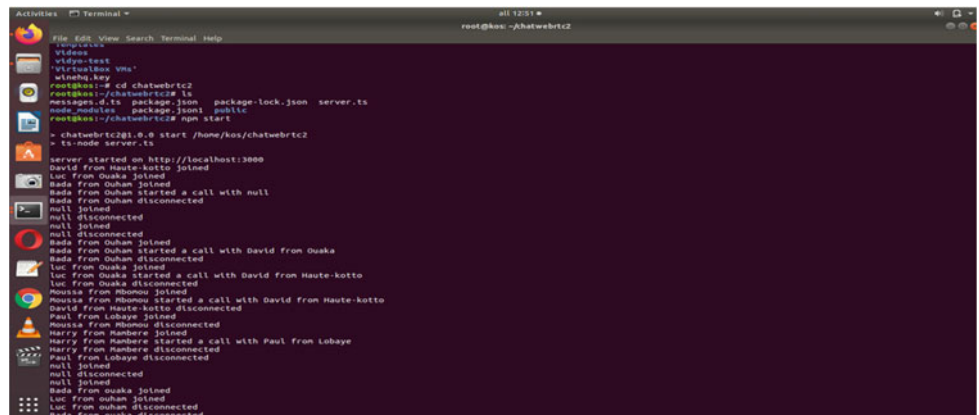 Activities Terminal all 12:51
root@kos: ~/chatwebrtc2
File Edit View Search Terminal Help
Templates
Videos
vidyo-test
'VirtualBox VMs'
winehq.key
root@kos:~# cd chatwebrtc2
root@kos:~/chatwebrtc2# ls
messages.d.ts package.json package-lock.json server.ts
node_modules package.json1 public
root@kos:~/chatwebrtc2# npm start
> chatwebrtc2@1.0.0 start /home/kos/chatwebrtc2
> ts-node server.ts
server started on http://localhost:3000
David from Haute-kotto joined
Luc from Ouaka joined
Bada from Ouham joined
Bada from Ouham started a call with null
Bada from Ouham disconnected
null joined
null disconnected
null joined
null disconnected
Bada from Ouham joined
Bada from Ouham started a call with David from Ouaka
Bada from Ouham disconnected
luc from Ouaka joined
luc from Ouaka started a call with David from Haute-kotto
luc from Ouaka disconnected
Moussa from Mbomou joined
Moussa from Mbomou started a call with David from Haute-kotto
David from Haute-kotto disconnected
Paul from Lobaye joined
Moussa from Mbomou disconnected
Harry from Mambere joined
Harry from Mambere started a call with Paul from Lobaye
Harry from Mambere disconnected
Paul from Lobaye disconnected
null joined
null disconnected
null joined
Bada from ouaka joined
Luc from ouham joined
Luc from ouham disconnected
Bada from ouaka disconnected